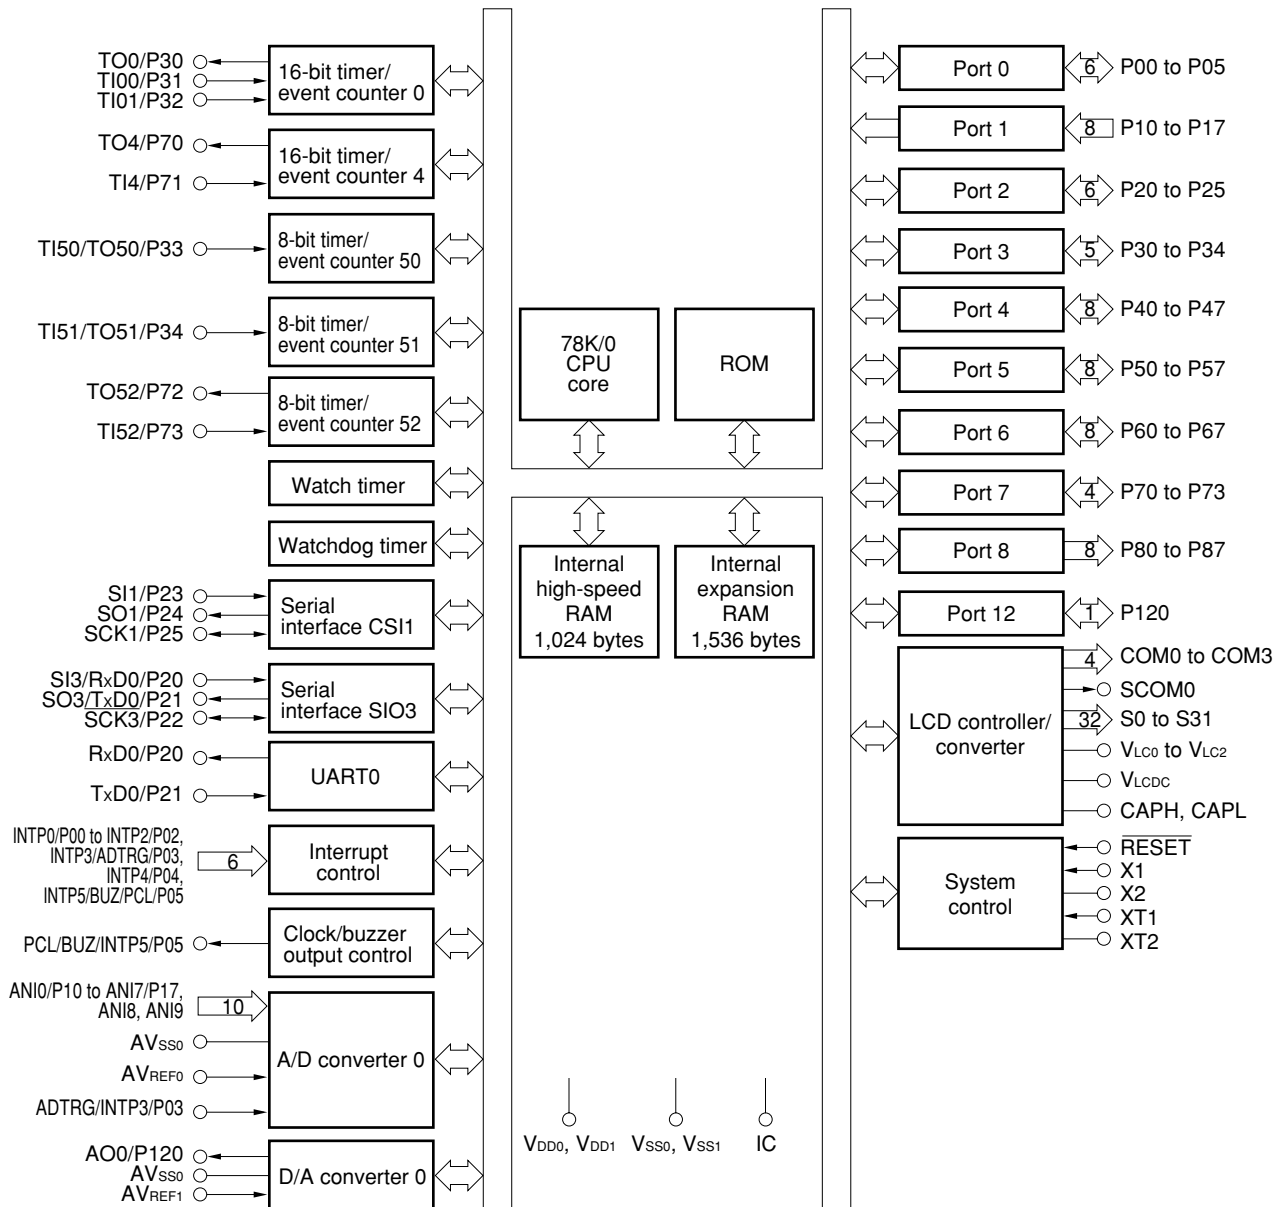 TO0/P30
TI00/P31
TI01/P32
16-bit timer/
event counter 0
TO4/P70
TI4/P71
16-bit timer/
event counter 4
TI50/TO50/P33
8-bit timer/
event counter 50
TI51/TO51/P34
8-bit timer/
event counter 51
TO52/P72
TI52/P73
8-bit timer/
event counter 52
Watch timer
Watchdog timer
SI1/P23
SO1/P24
SCK1/P25
Serial
interface CSI1
SI3/RxD0/P20
SO3/TxD0/P21
SCK3/P22
Serial
interface SIO3
RxD0/P20
TxD0/P21
UART0
INTP0/P00 to INTP2/P02,
INTP3/ADTRG/P03,
INTP4/P04,
INTP5/BUZ/PCL/P05
6
Interrupt
control
PCL/BUZ/INTP5/P05
Clock/buzzer
output control
ANI0/P10 to ANI7/P17,
ANI8, ANI9
10
AVSS0
AVREF0
ADTRG/INTP3/P03
A/D converter 0
AO0/P120
AVSS0
AVREF1
D/A converter 0
78K/0
CPU
core
ROM
Internal
high-speed
RAM
1,024 bytes
Internal
expansion
RAM
1,536 bytes
VDD0, VDD1
VSS0, VSS1
IC
Port 0
6
P00 to P05
Port 1
8
P10 to P17
Port 2
6
P20 to P25
Port 3
5
P30 to P34
Port 4
8
P40 to P47
Port 5
8
P50 to P57
Port 6
8
P60 to P67
Port 7
4
P70 to P73
Port 8
8
P80 to P87
Port 12
1
P120
LCD controller/
converter
4
COM0 to COM3
SCOM0
32
S0 to S31
VLC0 to VLC2
VLCDC
CAPH, CAPL
System
control
RESET
X1
X2
XT1
XT2